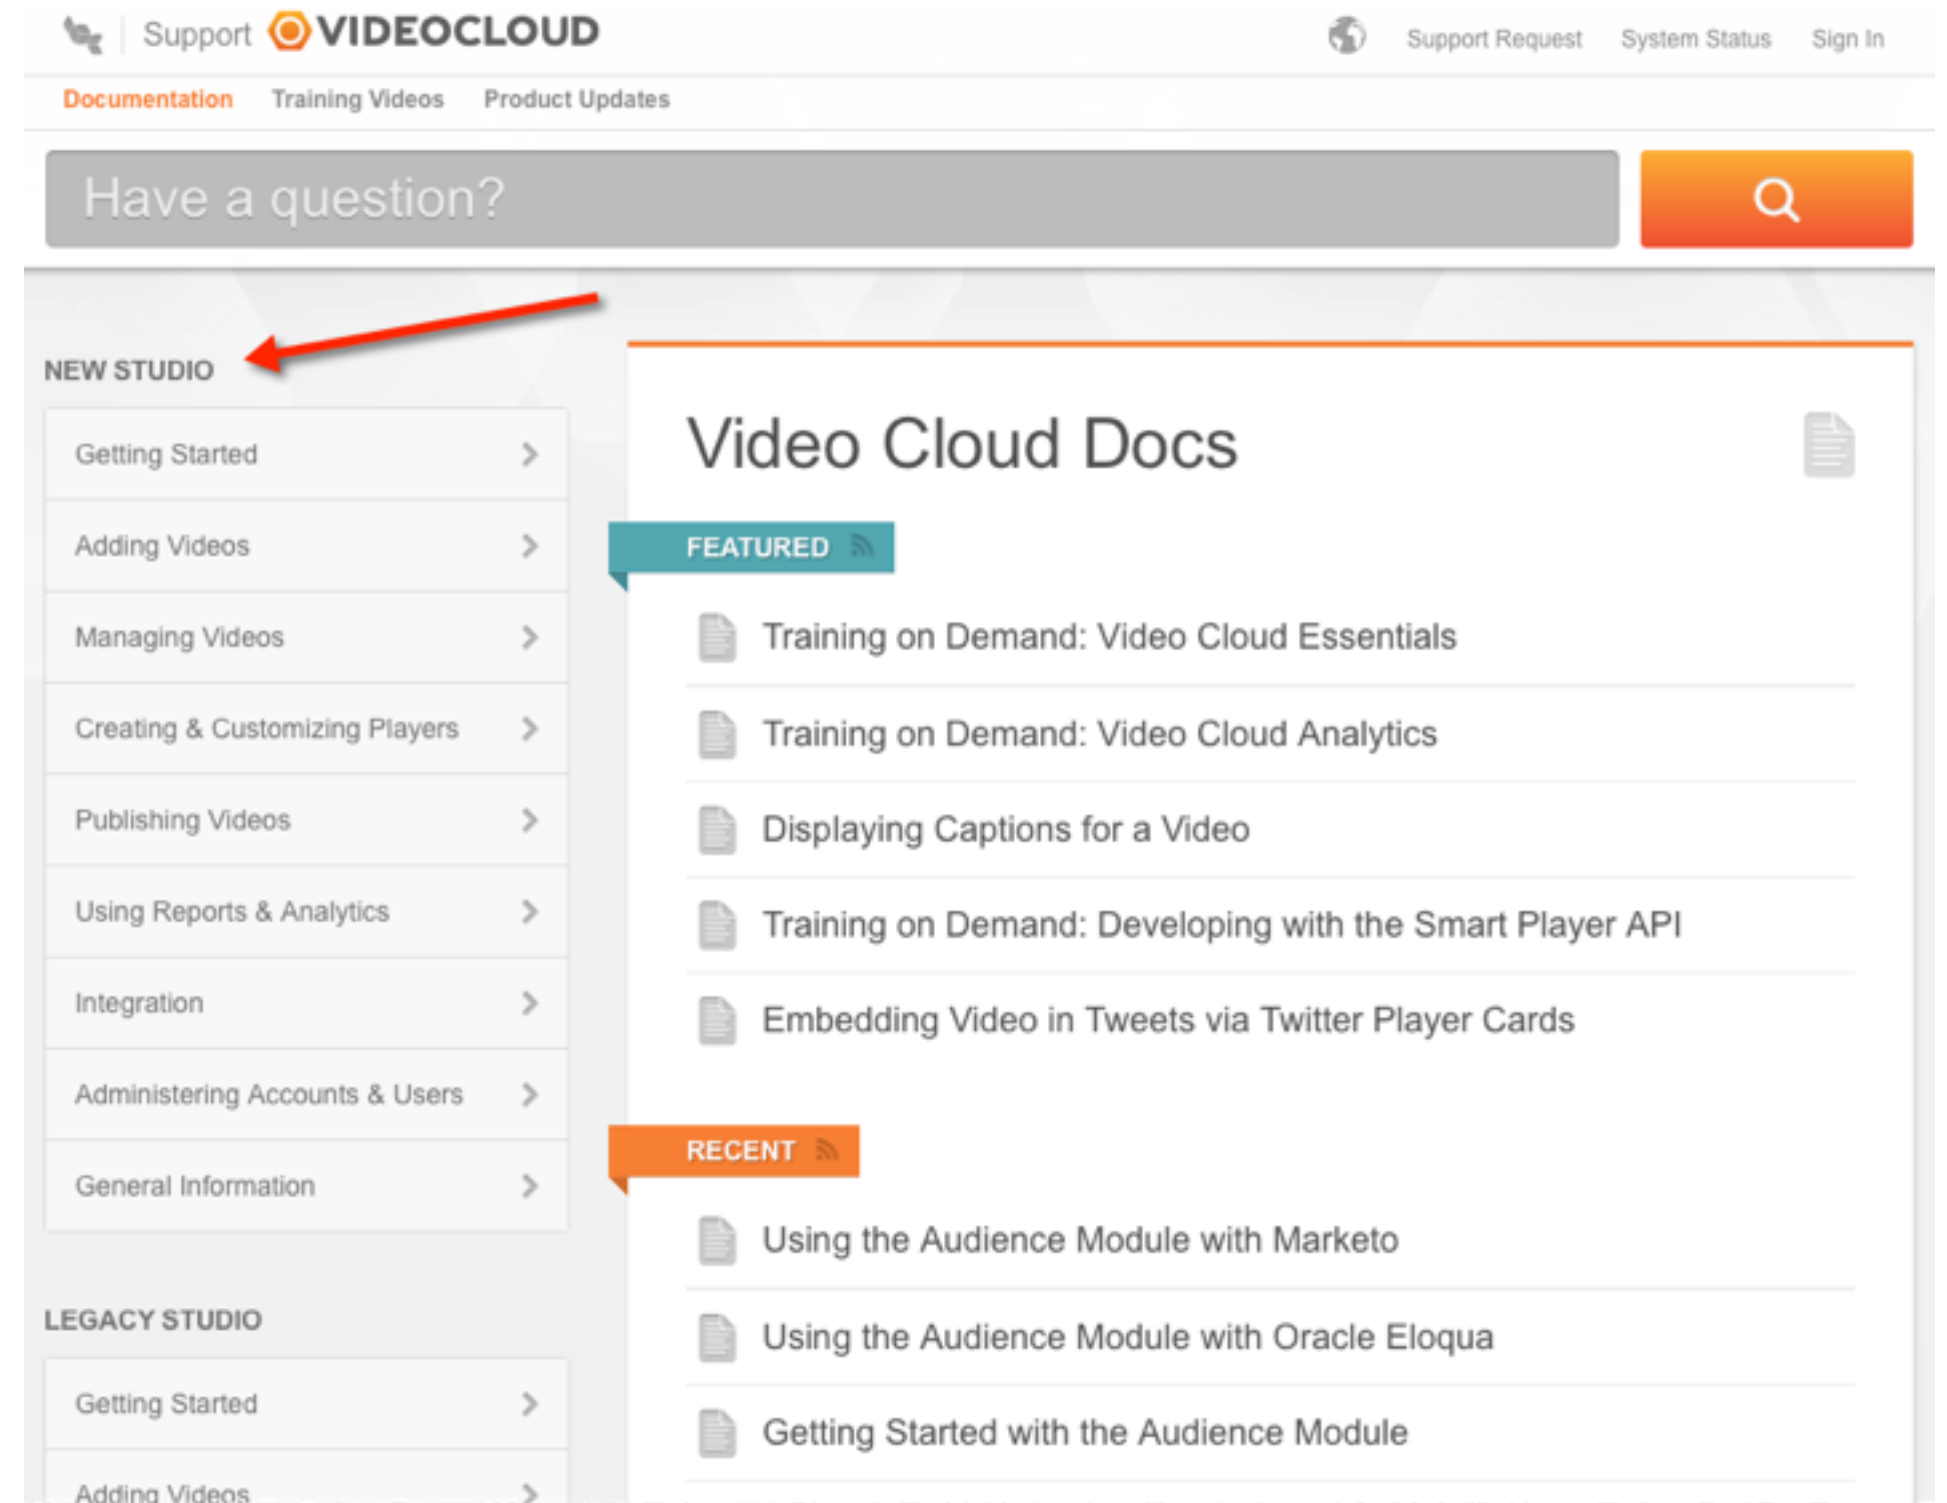 Support VIDEOCLOUD
Support Request System Status Sign In
Documentation Training Videos Product Updates
Have a question?
NEW STUDIO
Getting Started
Adding Videos
Managing Videos
Creating & Customizing Players
Publishing Videos
Using Reports & Analytics
Integration
Administering Accounts & Users
General Information
LEGACY STUDIO
Getting Started
Adding Videos
Video Cloud Docs
FEATURED
Training on Demand: Video Cloud Essentials
Training on Demand: Video Cloud Analytics
Displaying Captions for a Video
Training on Demand: Developing with the Smart Player API
Embedding Video in Tweets via Twitter Player Cards
RECENT
Using the Audience Module with Marketo
Using the Audience Module with Oracle Eloqua
Getting Started with the Audience Module